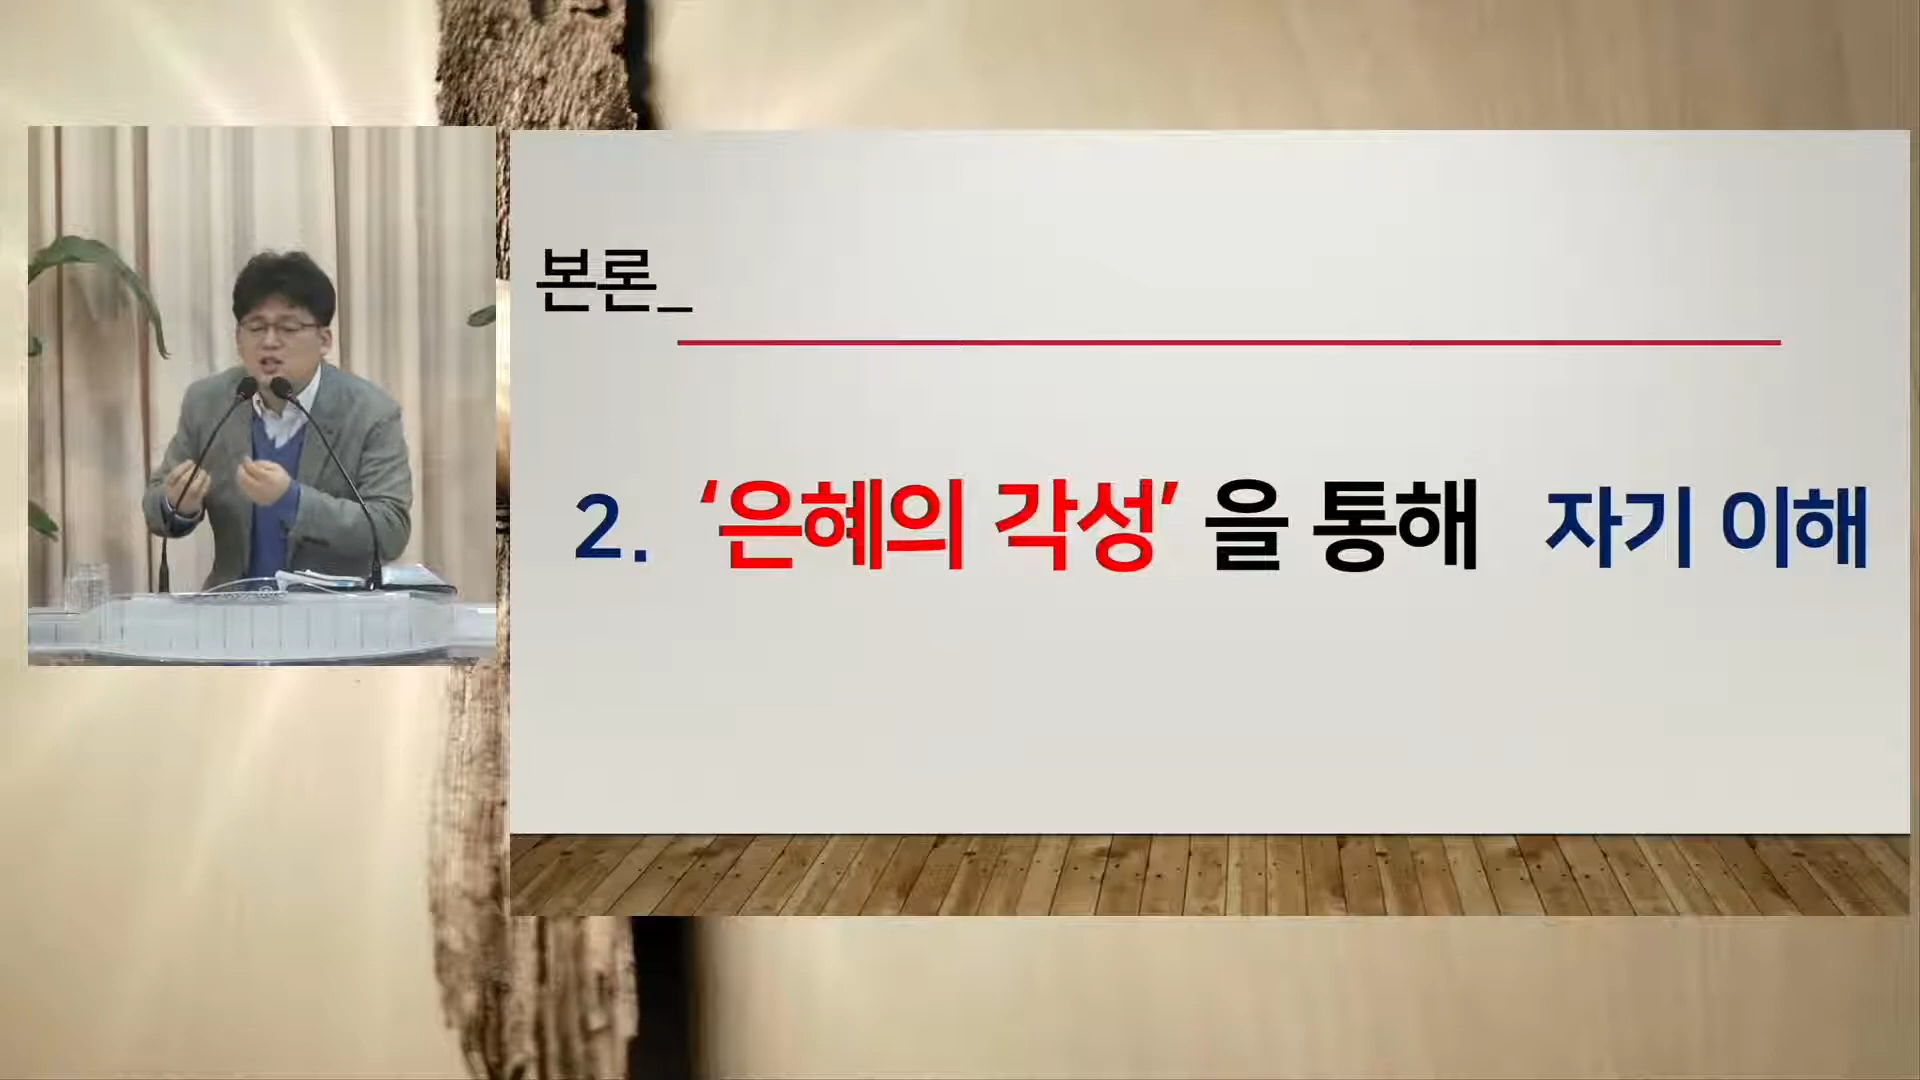 본론_
2. ‘은혜의 각성’ 을 통해 자기 이해